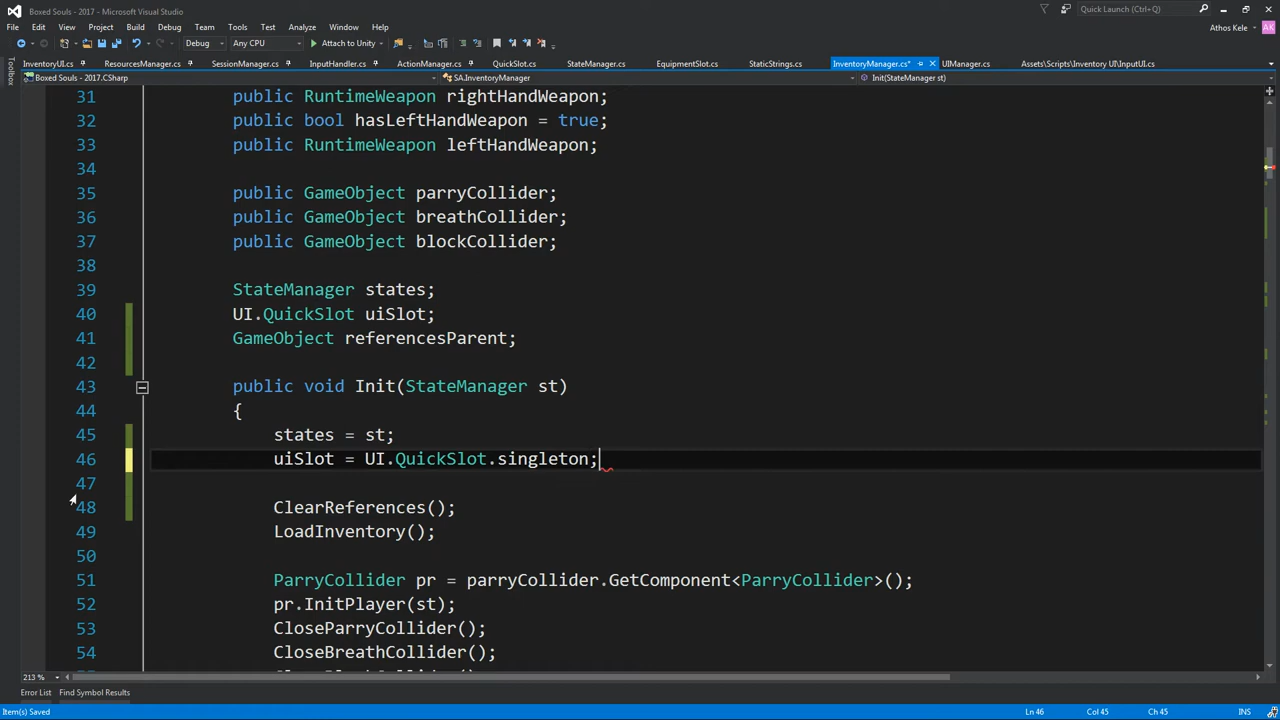 Boxed Souls - 2017 - Microsoft Visual Studio
Quick Launch (Ctrl+Q)
File Edit View Project Build Debug Team Tools Test Analyze Window Help
Athos Kele AK
Debug Any CPU Attach to Unity
Toolbox
InventoryUI.cs ResourcesManager.cs SessionManager.cs InputHandler.cs ActionManager.cs QuickSlot.cs StateManager.cs EquipmentSlot.cs StaticStrings.cs InventoryManager.cs* UIManager.cs Assets\Scripts\Inventory UI\InputUI.cs
Boxed Souls - 2017.CSharp SA.InventoryManager Init(StateManager st)
31 public RuntimeWeapon rightHandWeapon;
32 public bool hasLeftHandWeapon = true;
33 public RuntimeWeapon leftHandWeapon;
34
35 public GameObject parryCollider;
36 public GameObject breathCollider;
37 public GameObject blockCollider;
38
39 StateManager states;
40 UI.QuickSlot uiSlot;
41 GameObject referencesParent;
42
43 public void Init(StateManager st)
44 {
45 states = st;
46 uiSlot = UI.QuickSlot.singleton;
47
48 ClearReferences();
49 LoadInventory();
50
51 ParryCollider pr = parryCollider.GetComponent<ParryCollider>();
52 pr.InitPlayer(st);
53 CloseParryCollider();
54 CloseBreathCollider();
213 %
Error List Find Symbol Results
Item(s) Saved Ln 46 Col 45 Ch 45 INS